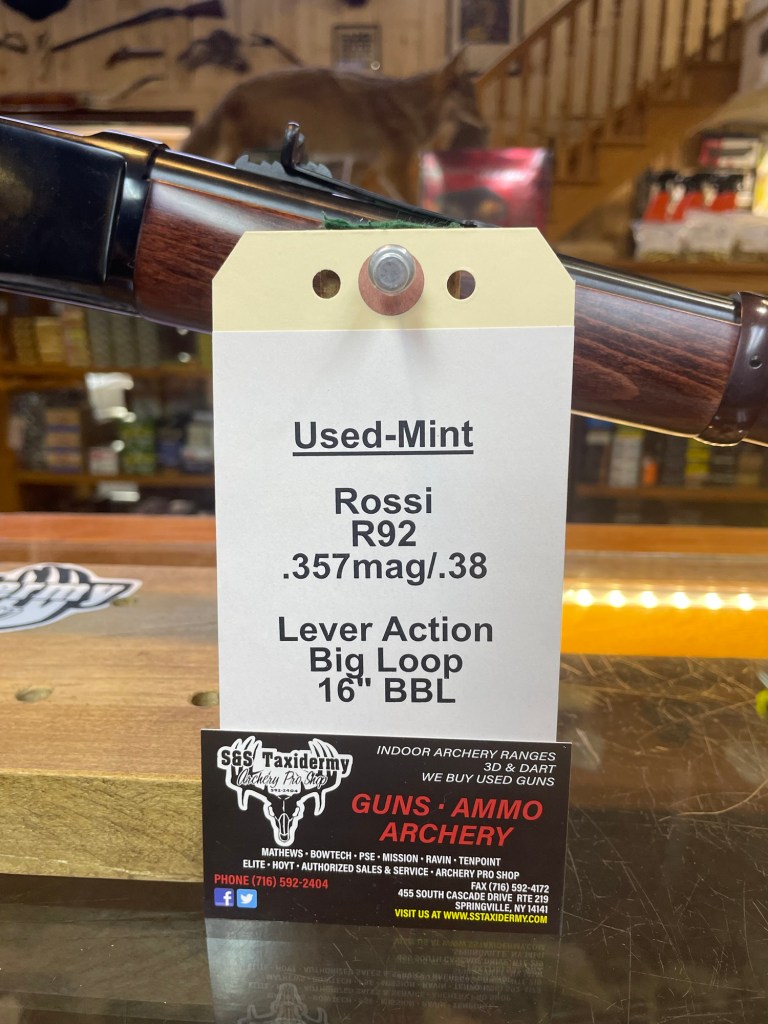 Used-Mint
Rossi
R92
.357mag/.38
Lever Action
Big Loop
16" BBL
S&S Taxidermy
Archery Pro Shop
592-2404
INDOOR ARCHERY RANGES
3D & DART
WE BUY USED GUNS
GUNS · AMMO
ARCHERY
MATHEWS · BOWTECH · PSE · MISSION · RAVIN · TENPOINT
ELITE · HOYT · AUTHORIZED SALES & SERVICE · ARCHERY PRO SHOP
PHONE (716) 592-2404
FAX (716) 592-4172
455 SOUTH CASCADE DRIVE RTE 219
SPRINGVILLE, NY 14141
VISIT US AT WWW.SSTAXIDERMY.COM